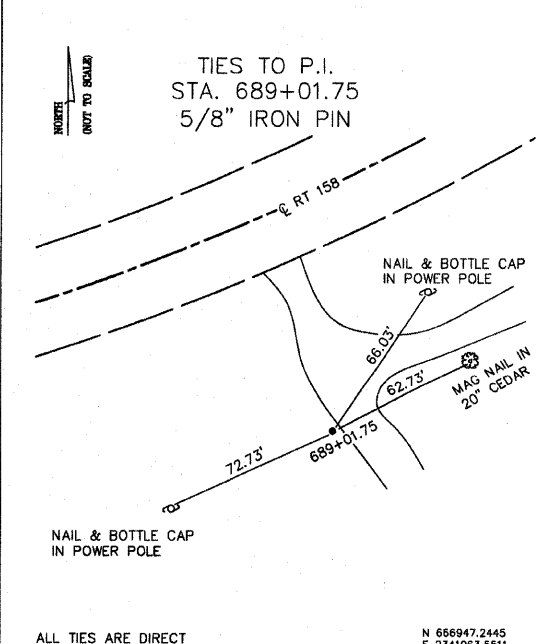 TIES TO P.I.
STA. 689+01.75
5/8" IRON PIN
NORTH
(NOT TO SCALE)
℄ RT 158
NAIL & BOTTLE CAP
IN POWER POLE
66.03'
62.73'
MAG NAIL IN
20" CEDAR
689+01.75
72.73'
NAIL & BOTTLE CAP
IN POWER POLE
ALL TIES ARE DIRECT
N 666947.2445